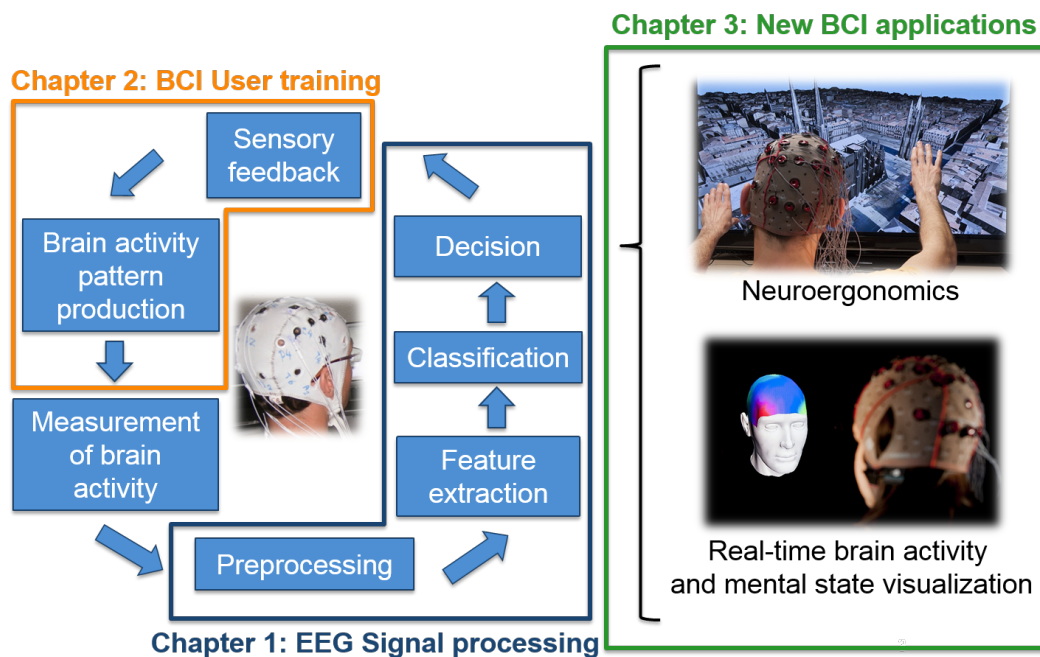 Chapter 3: New BCI applications
Chapter 2: BCI User training
Sensory
feedback
Brain activity
pattern
production
Measurement
of brain
activity
Preprocessing
Feature
extraction
Classification
Decision
Chapter 1: EEG Signal processing
Neuroergonomics
Real-time brain activity
and mental state visualization